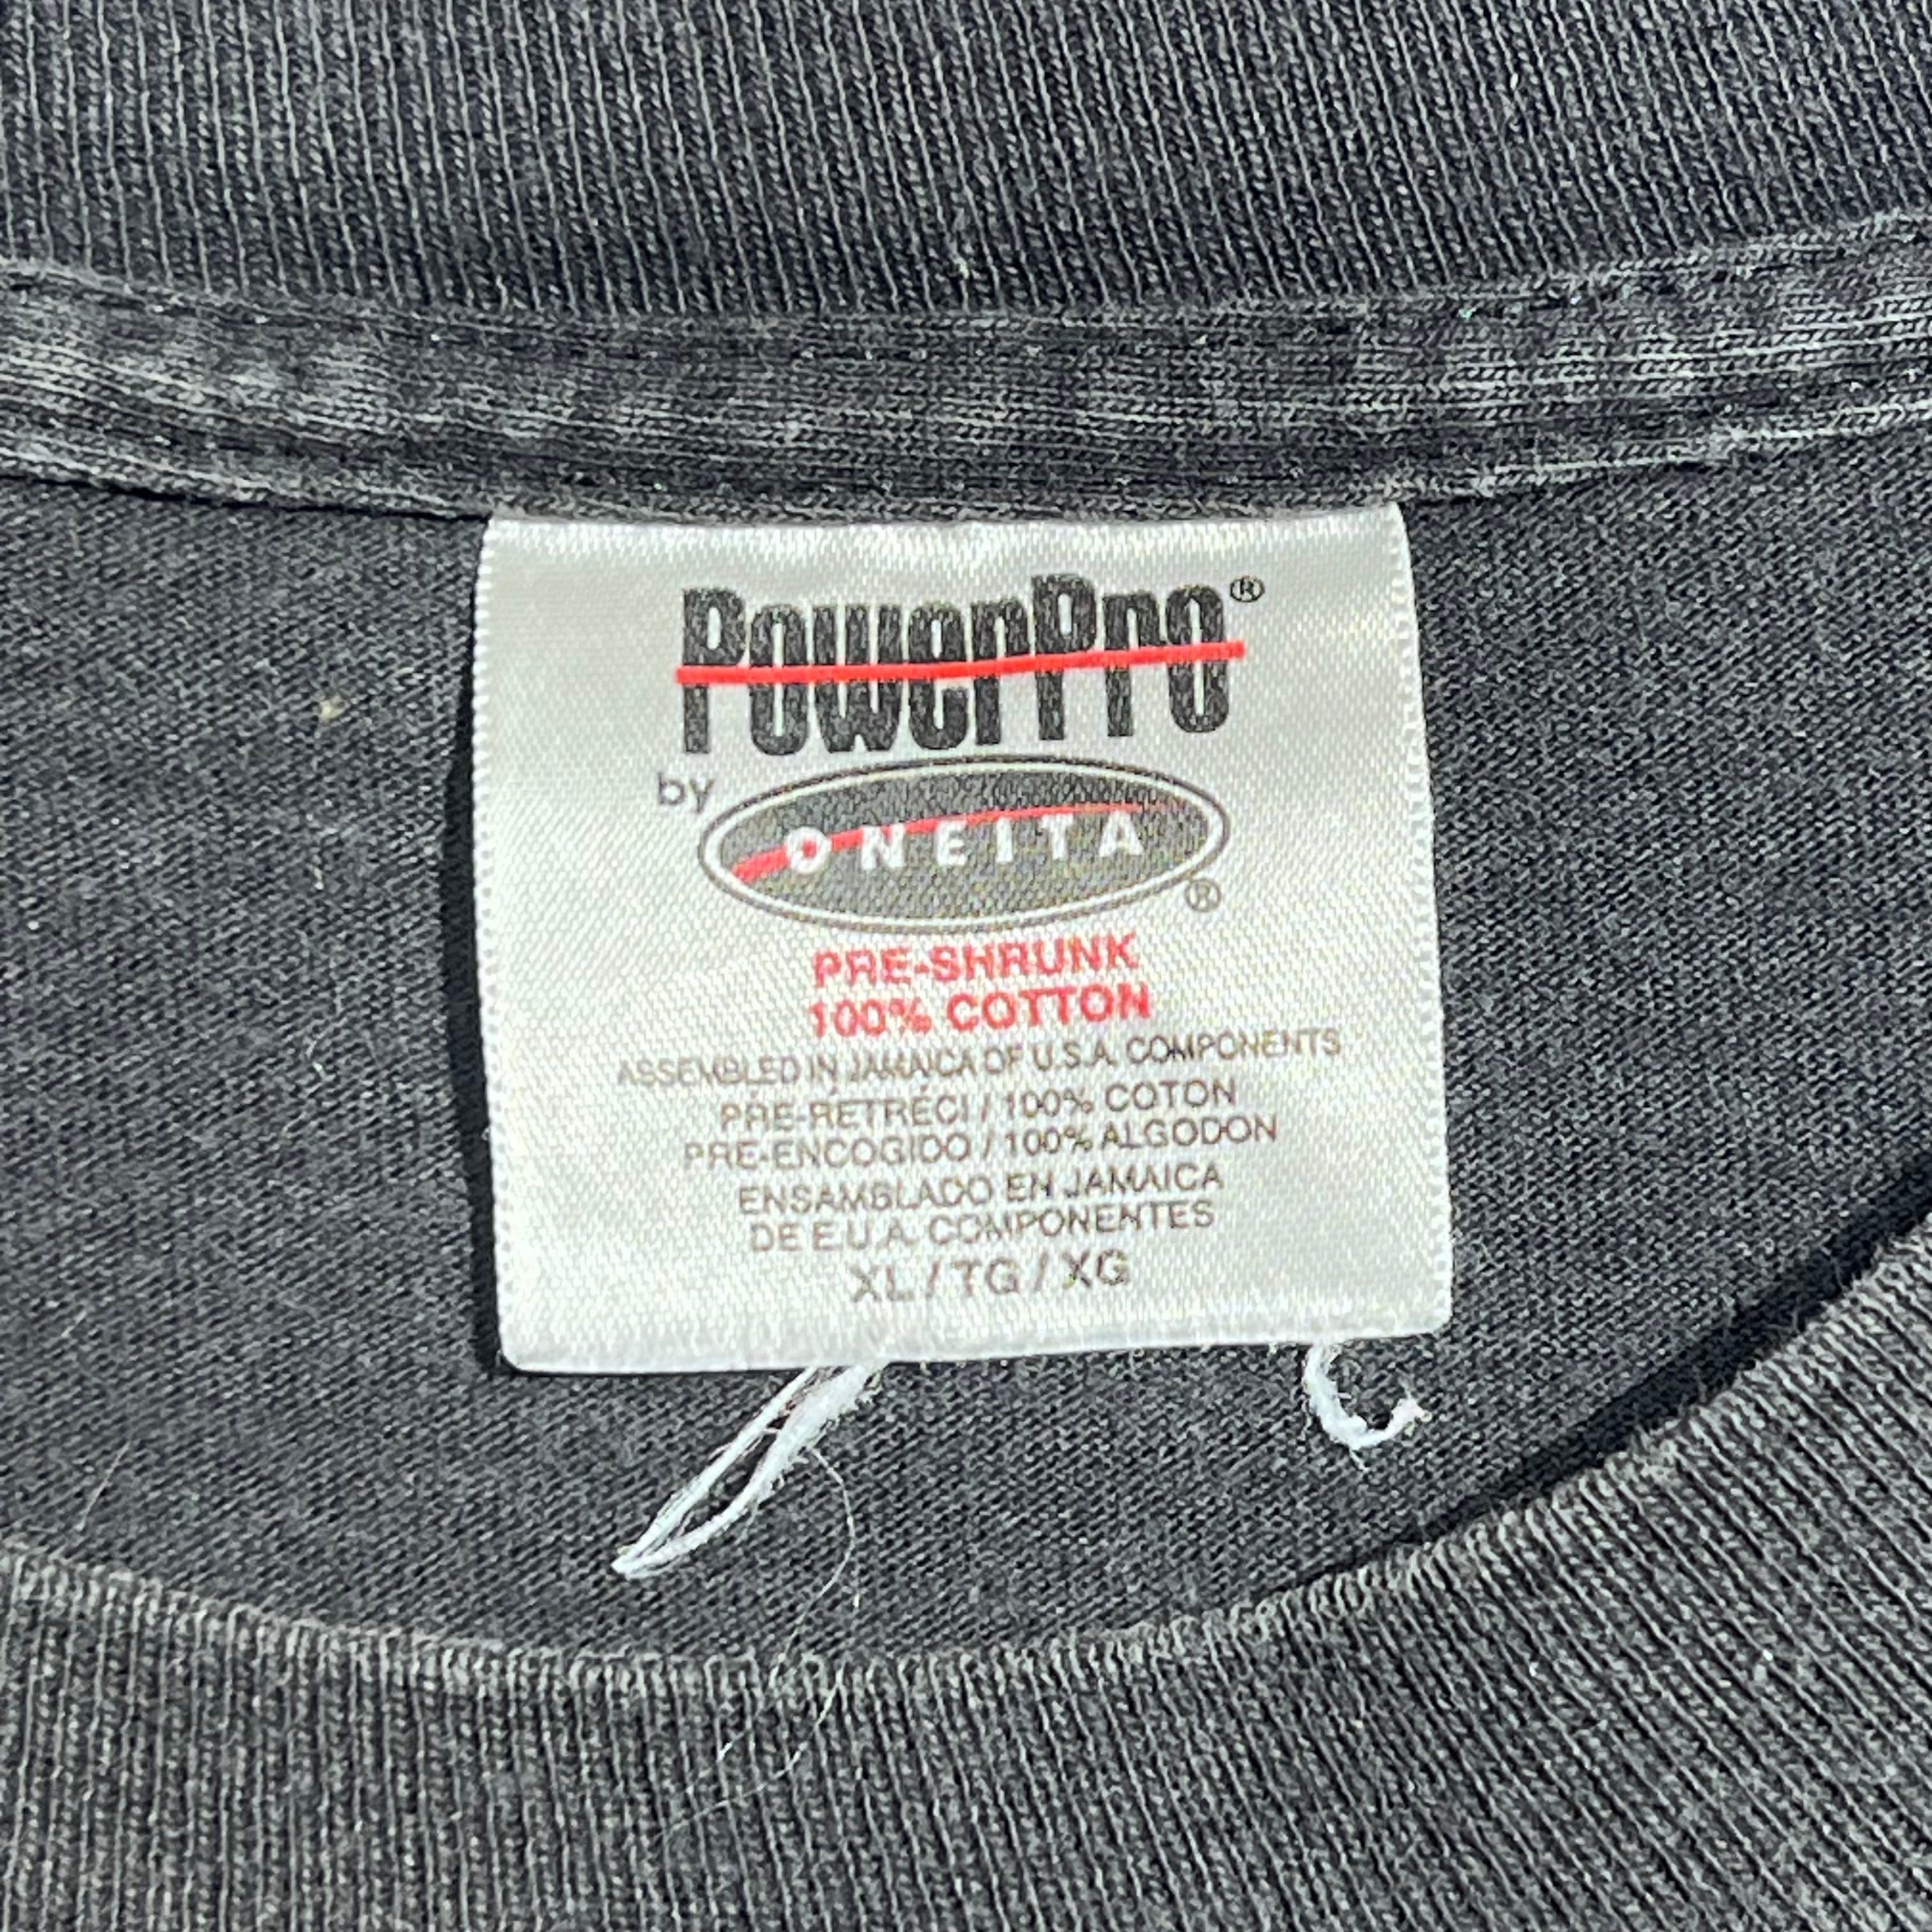 PowerPro®
by ONEITA®
PRE-SHRUNK
100% COTTON
ASSEMBLED IN JAMAICA OF U.S.A. COMPONENTS
PRE-RETRÉCI / 100% COTON
PRE-ENCOGIDO / 100% ALGODON
ENSAMBLADO EN JAMAICA
DE E.U.A. COMPONENTES
XL / TG / XG